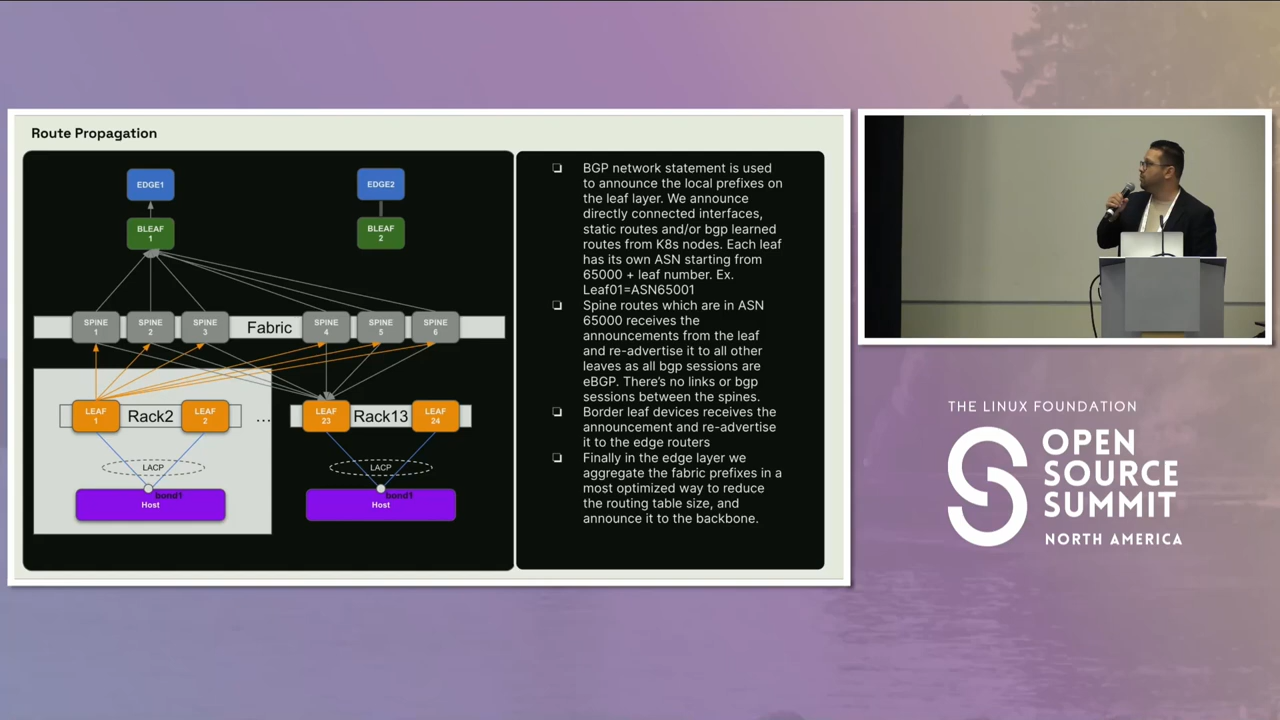 Route Propagation
EDGE1
EDGE2
BLEAF
1
BLEAF
2
SPINE
1
SPINE
2
SPINE
3
Fabric
SPINE
4
SPINE
5
SPINE
6
LEAF
1
Rack2
LEAF
2
...
LEAF
23
Rack13
LEAF
24
LACP
LACP
bond1
Host
bond1
Host
BGP network statement is used
to announce the local prefixes on
the leaf layer. We announce
directly connected interfaces,
static routes and/or bgp learned
routes from K8s nodes. Each leaf
has its own ASN starting from
65000 + leaf number. Ex.
Leaf01=ASN65001
Spine routes which are in ASN
65000 receives the
announcements from the leaf
and re-advertise it to all other
leaves as all bgp sessions are
eBGP. There's no links or bgp
sessions between the spines.
Border leaf devices receives the
announcement and re-advertise
it to the edge routers
Finally in the edge layer we
aggregate the fabric prefixes in a
most optimized way to reduce
the routing table size, and
announce it to the backbone.
THE LINUX FOUNDATION
OPEN
SOURCE
SUMMIT
NORTH AMERICA